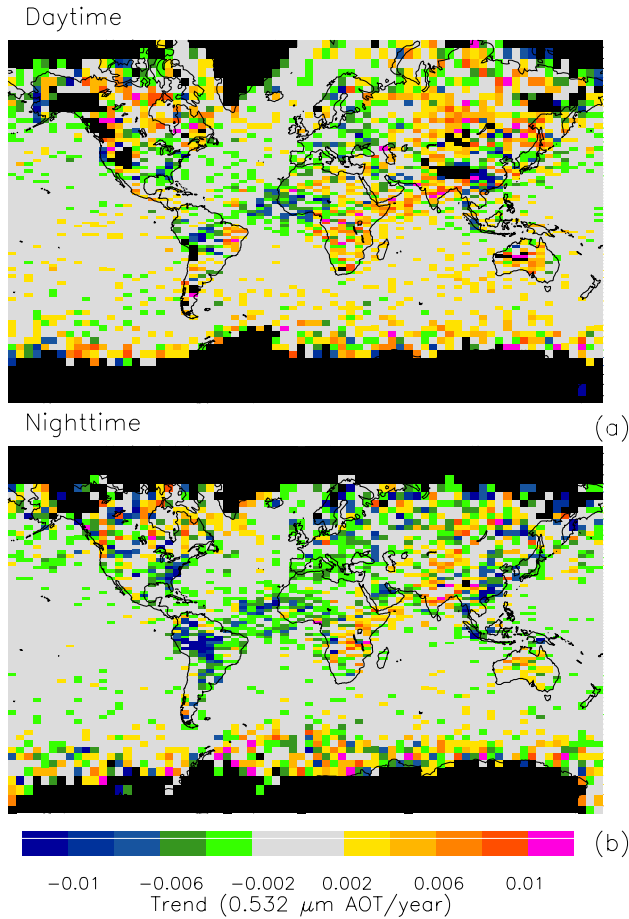 Daytime
(a)
Nighttime
(b)
−0.01 −0.006 −0.002 0.002 0.006 0.01
Trend (0.532 μm AOT/year)